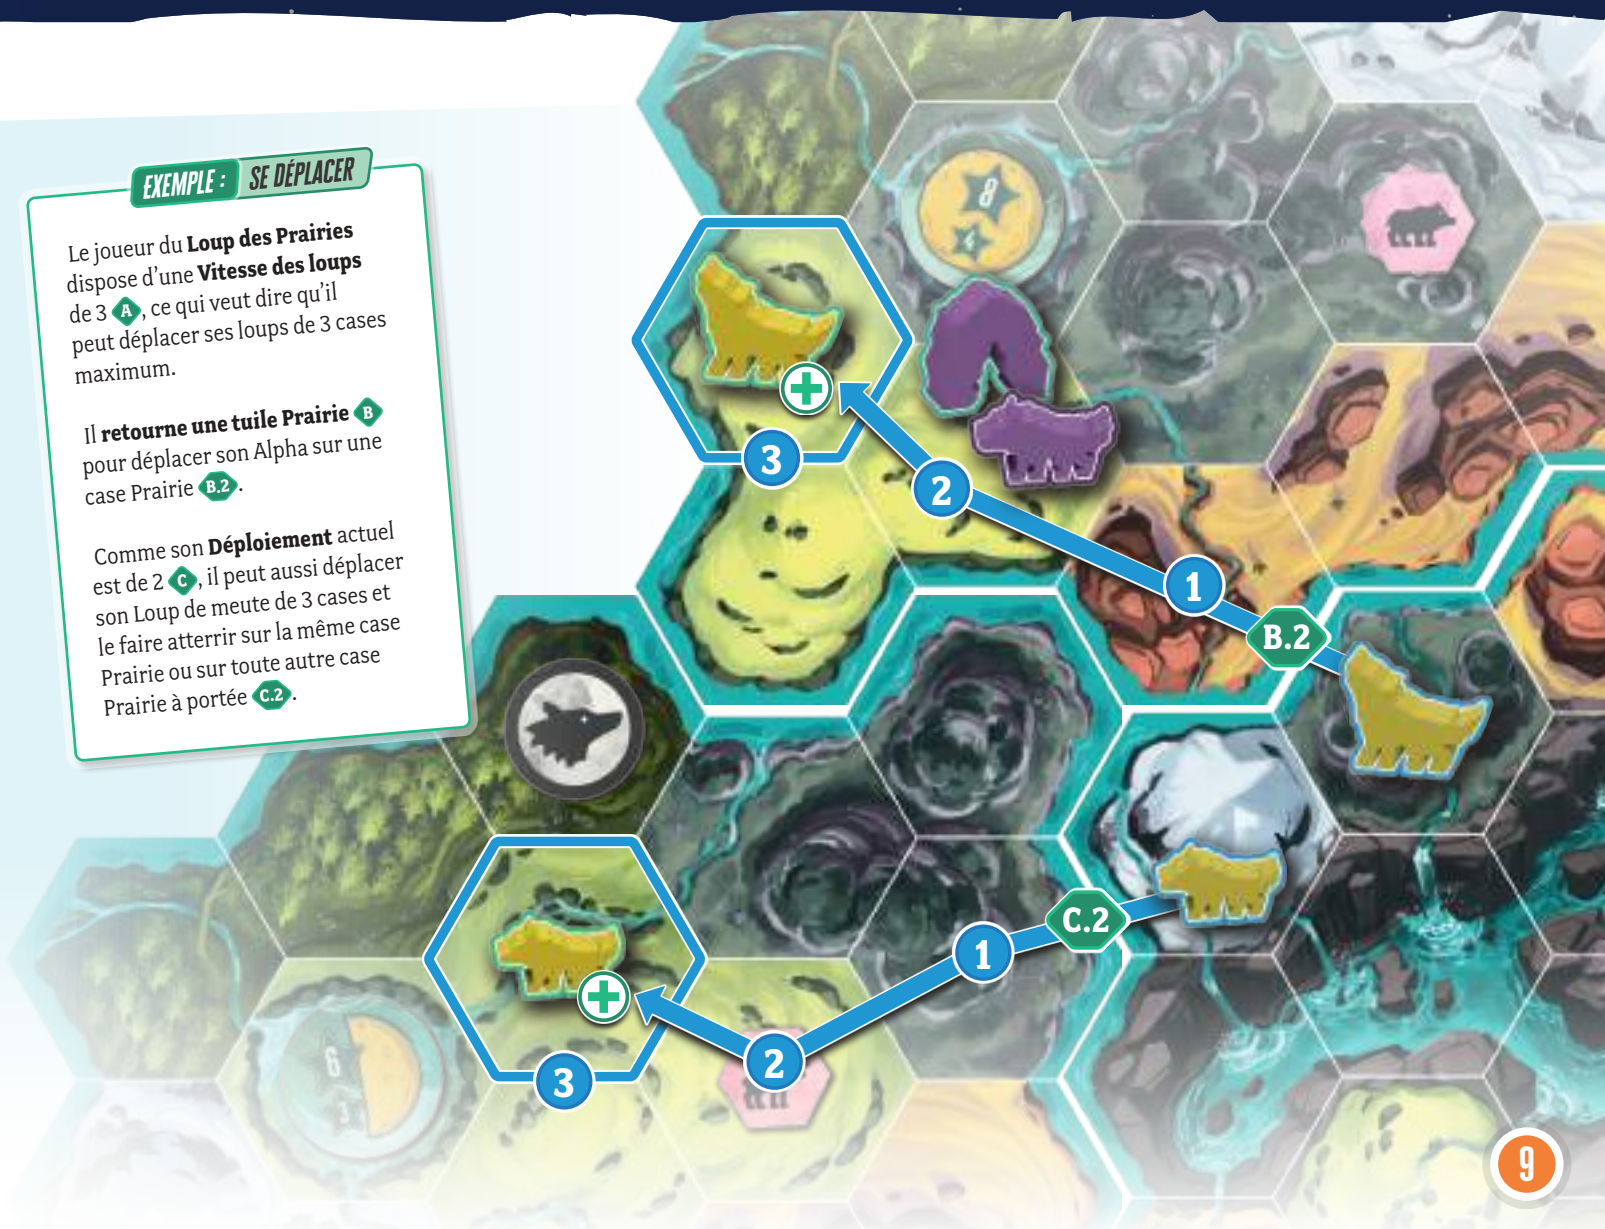 EXEMPLE : SE DÉPLACER
Le joueur du Loup des Prairies
dispose d'une Vitesse des loups
de 3 A, ce qui veut dire qu'il
peut déplacer ses loups de 3 cases
maximum.
Il retourne une tuile Prairie B
pour déplacer son Alpha sur une
case Prairie B.2.
Comme son Déploiement actuel
est de 2 C, il peut aussi déplacer
son Loup de meute de 3 cases et
le faire atterrir sur la même case
Prairie ou sur toute autre case
Prairie à portée C.2.
8
4
3
2
1
B.2
C.2
1
2
3
6
3
9